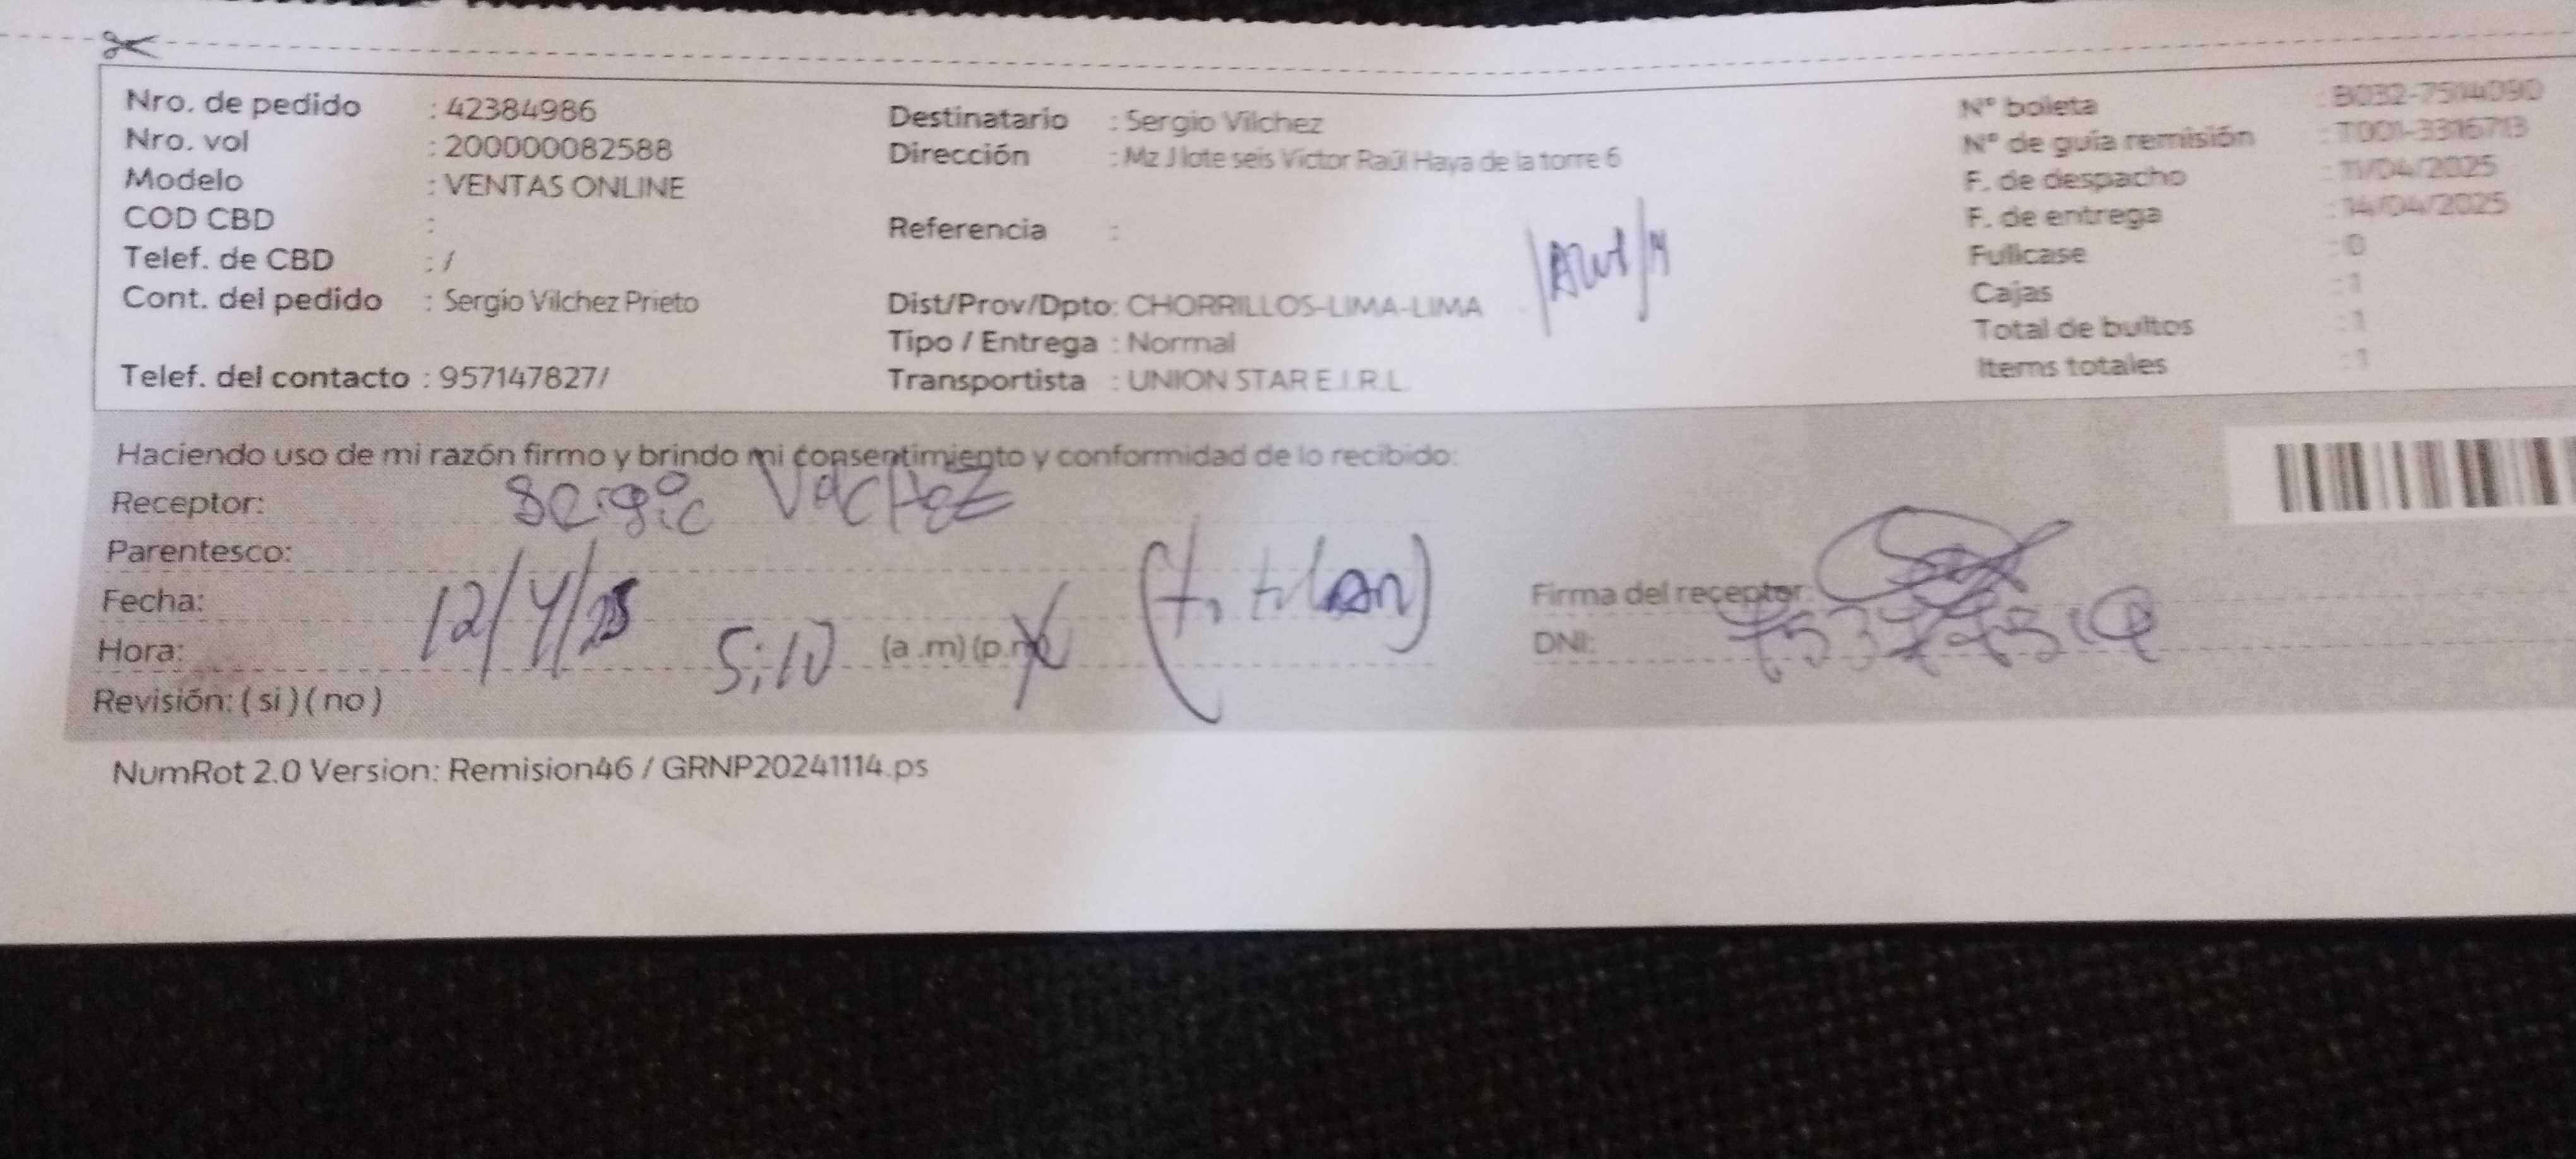 Nro. de pedido : 42384986
Nro. vol : 200000082588
Modelo : VENTAS ONLINE
COD CBD :
Telef. de CBD : /
Cont. del pedido : Sergio Vilchez Prieto
Telef. del contacto : 957147827/
Destinatario : Sergio Vilchez
Dirección : Mz J lote seis Victor Raúl Haya de la torre 6
Referencia :
Dist/Prov/Dpto: CHORRILLOS-LIMA-LIMA
Tipo / Entrega : Normal
Transportista : UNION STAR E.I.R.L.
N° boleta : B032-7514090
N° de guía remisión : T001-3316713
F. de despacho : 11/04/2025
F. de entrega : 14/04/2025
Fullcase : 0
Cajas : 1
Total de bultos : 1
Items totales : 1
Haciendo uso de mi razón firmo y brindo mi consentimiento y conformidad de lo recibido:
Receptor: Sergio
Parentesco:
Fecha: 12/4/25
Hora: 5:10 (a .m) (p.m)
Revisión: ( si ) ( no )
(titular)
Firma del receptor:
DNI:
NumRot 2.0 Version: Remision46 / GRNP20241114.ps